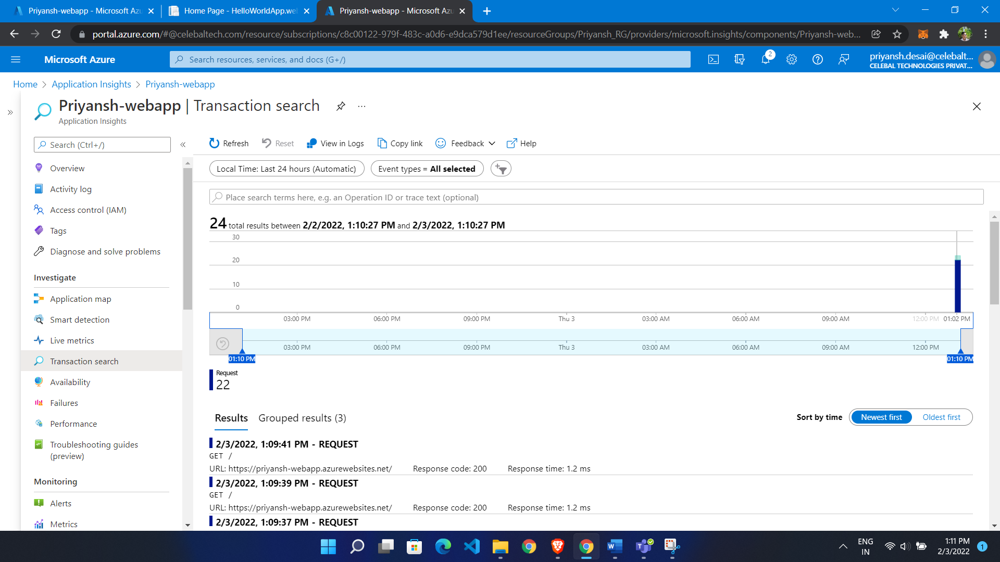 Priyansh-webapp - Microsoft Azu
Home Page - HelloWorldApp.we
Priyansh-webapp - Microsoft Azu
portal.azure.com/#@celebaltech.com/resource/subscriptions/c8c00122-979f-483c-a0d6-e9dca579d1ee/resourceGroups/Priyansh_RG/providers/microsoft.insights/components/Priyansh-web...
Microsoft Azure
Search resources, services, and docs (G+/)
2
priyansh.desai@celebalt...
CELEBAL TECHNOLOGIES PRIVAT...
Home > Application Insights > Priyansh-webapp
Priyansh-webapp | Transaction search
...
Application Insights
Search (Ctrl+/)
Overview
Activity log
Access control (IAM)
Tags
Diagnose and solve problems
Investigate
Application map
Smart detection
Live metrics
Transaction search
Availability
Failures
Performance
Troubleshooting guides
(preview)
Monitoring
Alerts
Metrics
Refresh
Reset
View in Logs
Copy link
Feedback
Help
Local Time: Last 24 hours (Automatic)
Event types = All selected
Place search terms here, e.g. an Operation ID or trace text (optional)
24 total results between 2/2/2022, 1:10:27 PM and 2/3/2022, 1:10:27 PM
30
20
10
0
03:00 PM 06:00 PM 09:00 PM Thu 3 03:00 AM 06:00 AM 09:00 AM 12:00 PM 01:02 PM
03:00 PM 06:00 PM 09:00 PM Thu 3 03:00 AM 06:00 AM 09:00 AM 12:00 PM
01:10 PM 01:10 PM
Request
22
Results Grouped results (3)
Sort by time Newest first Oldest first
2/3/2022, 1:09:41 PM - REQUEST
GET /
URL: https://priyansh-webapp.azurewebsites.net/ Response code: 200 Response time: 1.2 ms
2/3/2022, 1:09:39 PM - REQUEST
GET /
URL: https://priyansh-webapp.azurewebsites.net/ Response code: 200 Response time: 1.2 ms
2/3/2022, 1:09:37 PM - REQUEST
ENG
IN
1:11 PM
2/3/2022
1